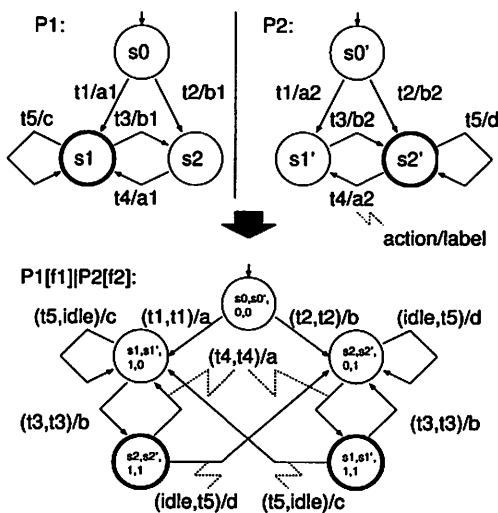 P1:
P2:
s0
s0'
t1/a1
t2/b1
t1/a2
t2/b2
t5/c
t3/b1
t3/b2
t5/d
s1
s2
s1'
s2'
t4/a1
t4/a2
action/label
P1[f1]|P2[f2]:
s0,s0',
0,0
(t5,idle)/c
(t1,t1)/a
(t2,t2)/b
(idle,t5)/d
s1,s1',
1,0
(t4,t4)/a
s2,s2',
0,1
(t3,t3)/b
(t3,t3)/b
s2,s2',
1,1
s1,s1',
1,1
(idle,t5)/d
(t5,idle)/c